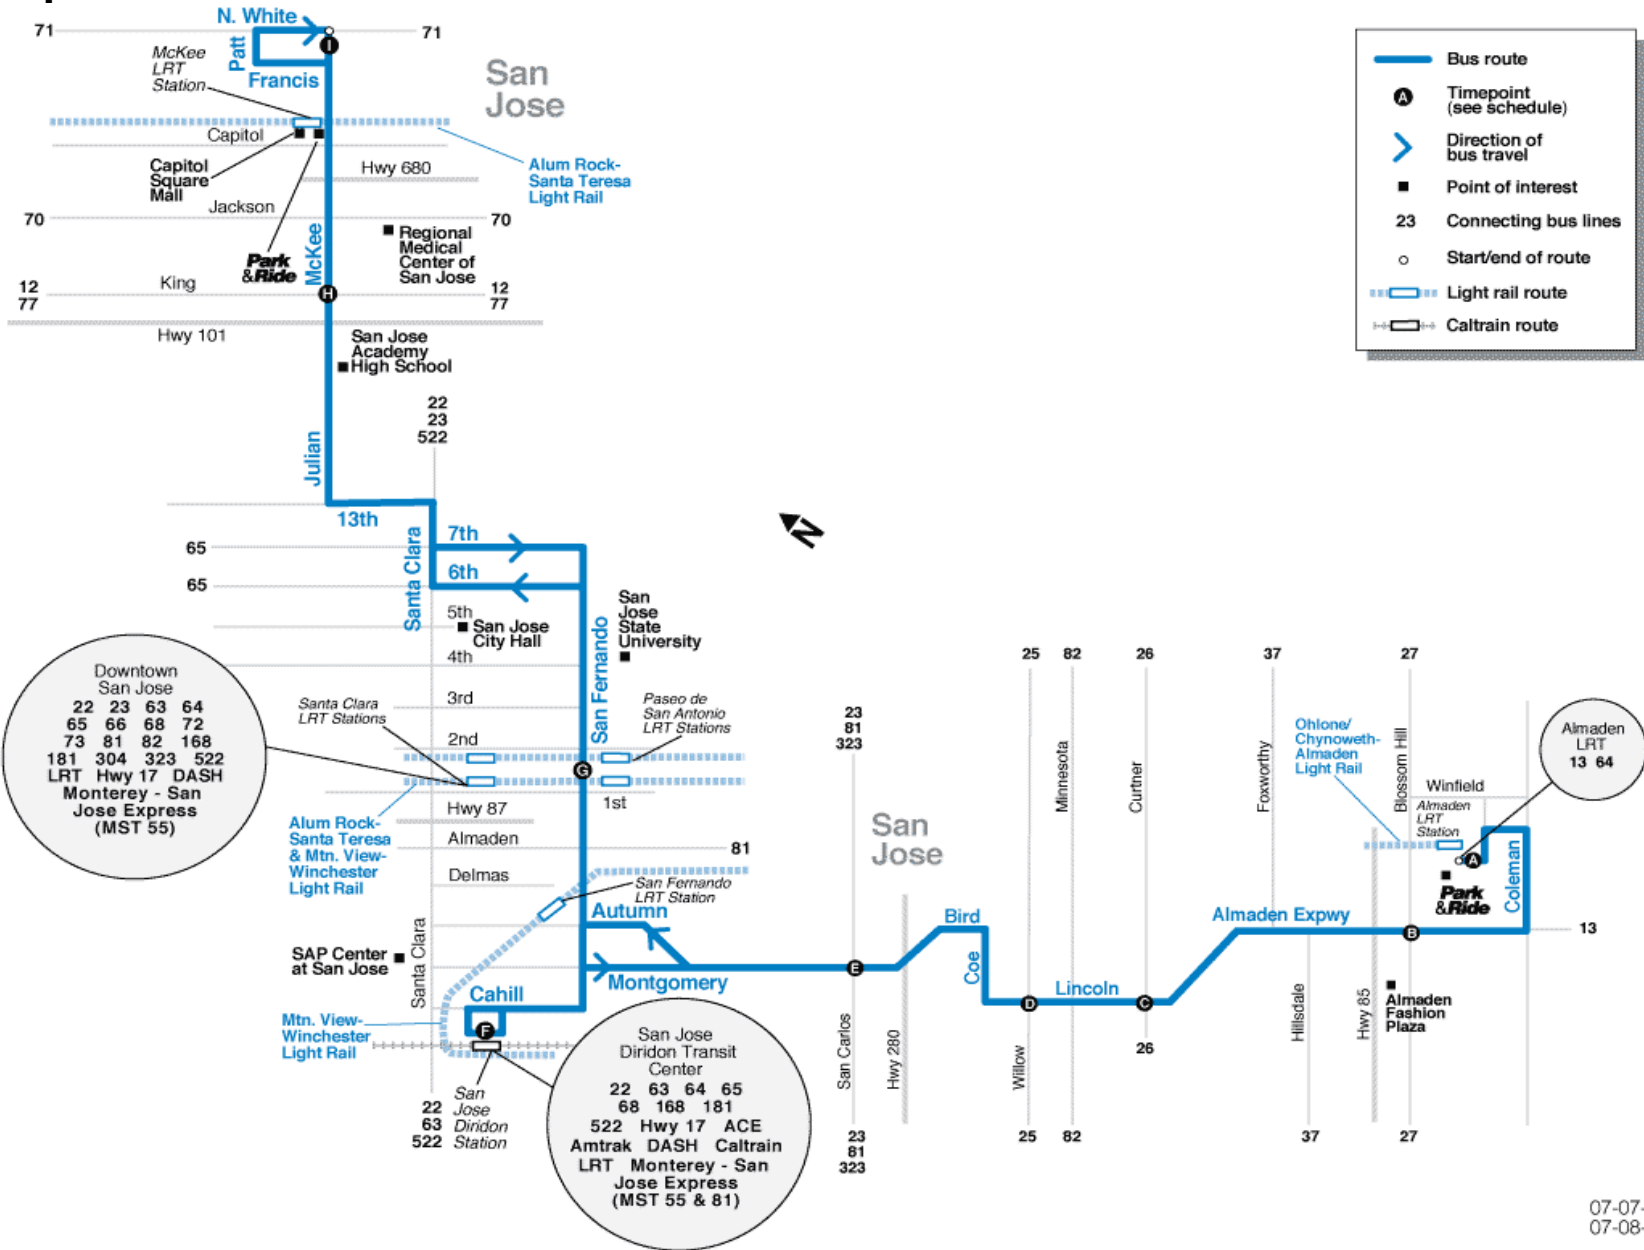 N. White
71
71
Patt
McKee
LRT
Station
Francis
San
Jose
Capitol
Capitol
Square
Mall
Hwy 680
Alum Rock-
Santa Teresa
Light Rail
Jackson
70
70
McKee
Regional
Medical
Center of
San Jose
Park
&Ride
King
12
77
12
77
Hwy 101
San Jose
Academy
High School
22
23
522
Julian
13th
Santa Clara
7th
65
6th
65
5th
San Jose
City Hall
San
Jose
State
University
4th
San Fernando
3rd
Santa Clara
LRT Stations
Paseo de
San Antonio
LRT Stations
2nd
1st
Downtown
San Jose
22 23 63 64
65 66 68 72
73 81 82 168
181 304 323 522
LRT Hwy 17 DASH
Monterey - San
Jose Express
(MST 55)
Hwy 87
Alum Rock-
Santa Teresa
& Mtn. View-
Winchester
Light Rail
Almaden
81
Delmas
San Fernando
LRT Station
Autumn
SAP Center
at San Jose
Santa Clara
Montgomery
Cahill
Mtn. View-
Winchester
Light Rail
San
Jose
Diridon
Station
22
63
522
San Jose
Diridon Transit
Center
22 63 64 65
68 168 181
522 Hwy 17 ACE
Amtrak DASH Caltrain
LRT Monterey - San
Jose Express
(MST 55 & 81)
N
23
81
323
San
Jose
San Carlos
Hwy 280
23
81
323
Bird
Coe
Lincoln
25
82
26
37
27
Minnesota
Curtner
Foxworthy
Blossom Hill
Ohlone/
Chynoweth-
Almaden
Light Rail
Winfield
Almaden
LRT
Station
Almaden
LRT
13 64
Park
&Ride
Coleman
Almaden Expwy
13
Willow
Hillsdale
Hwy 85
Almaden
Fashion
Plaza
26
25
82
37
27
A
B
C
D
E
F
G
H
I
Bus route
A
Timepoint
(see schedule)
Direction of
bus travel
Point of interest
23
Connecting bus lines
Start/end of route
Light rail route
Caltrain route
07-07-
07-08-